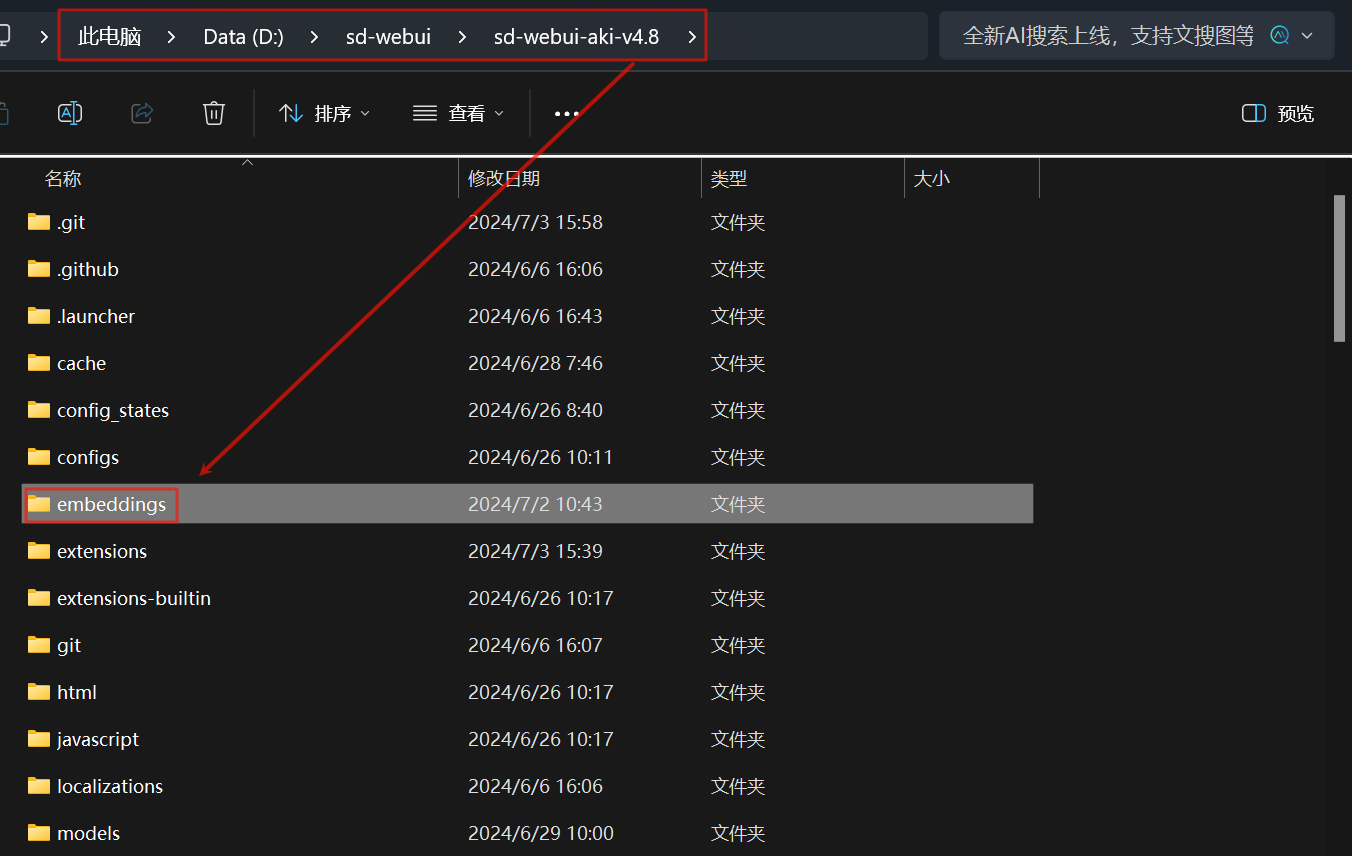 此电脑 > Data (D:) > sd-webui > sd-webui-aki-v4.8 > 全新AI搜索上线，支持文搜图等
排序 查看 ••• 预览
名称 修改日期 类型 大小
.git 2024/7/3 15:58 文件夹
.github 2024/6/6 16:06 文件夹
.launcher 2024/6/6 16:43 文件夹
cache 2024/6/28 7:46 文件夹
config_states 2024/6/26 8:40 文件夹
configs 2024/6/26 10:11 文件夹
embeddings 2024/7/2 10:43 文件夹
extensions 2024/7/3 15:39 文件夹
extensions-builtin 2024/6/26 10:17 文件夹
git 2024/6/6 16:07 文件夹
html 2024/6/26 10:17 文件夹
javascript 2024/6/26 10:17 文件夹
localizations 2024/6/6 16:06 文件夹
models 2024/6/29 10:00 文件夹